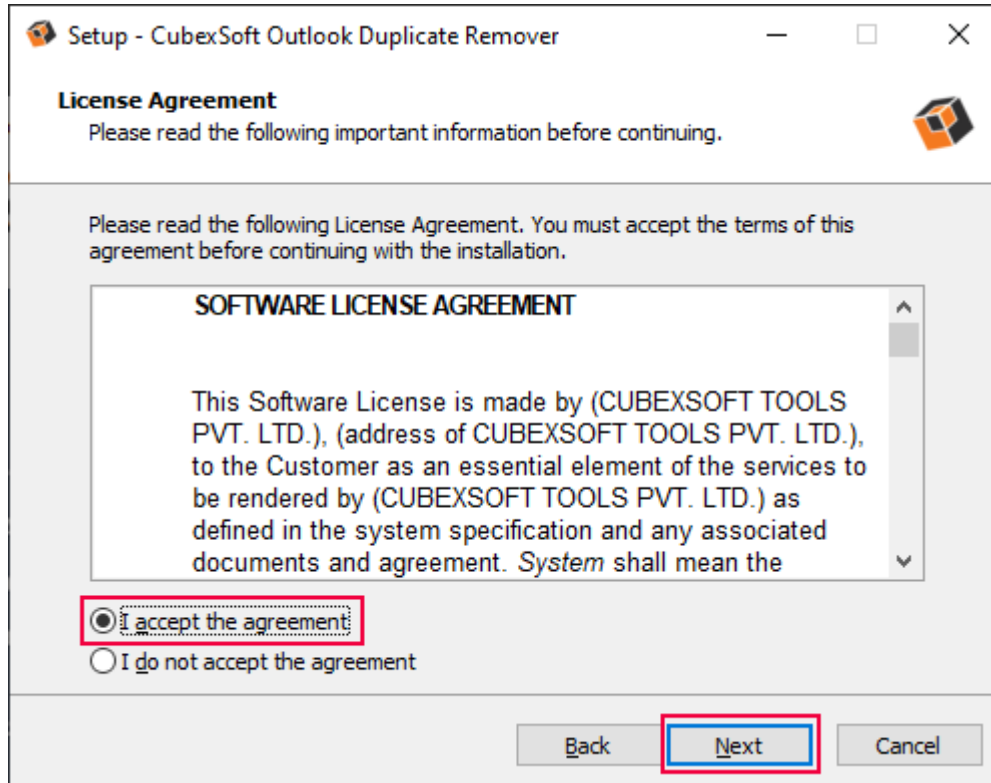 Setup - CubexSoft Outlook Duplicate Remover
License Agreement
Please read the following important information before continuing.
Please read the following License Agreement. You must accept the terms of this
agreement before continuing with the installation.
SOFTWARE LICENSE AGREEMENT
This Software License is made by (CUBEXSOFT TOOLS
PVT. LTD.), (address of CUBEXSOFT TOOLS PVT. LTD.),
to the Customer as an essential element of the services to
be rendered by (CUBEXSOFT TOOLS PVT. LTD.) as
defined in the system specification and any associated
documents and agreement. System shall mean the
I accept the agreement
I do not accept the agreement
Back Next Cancel